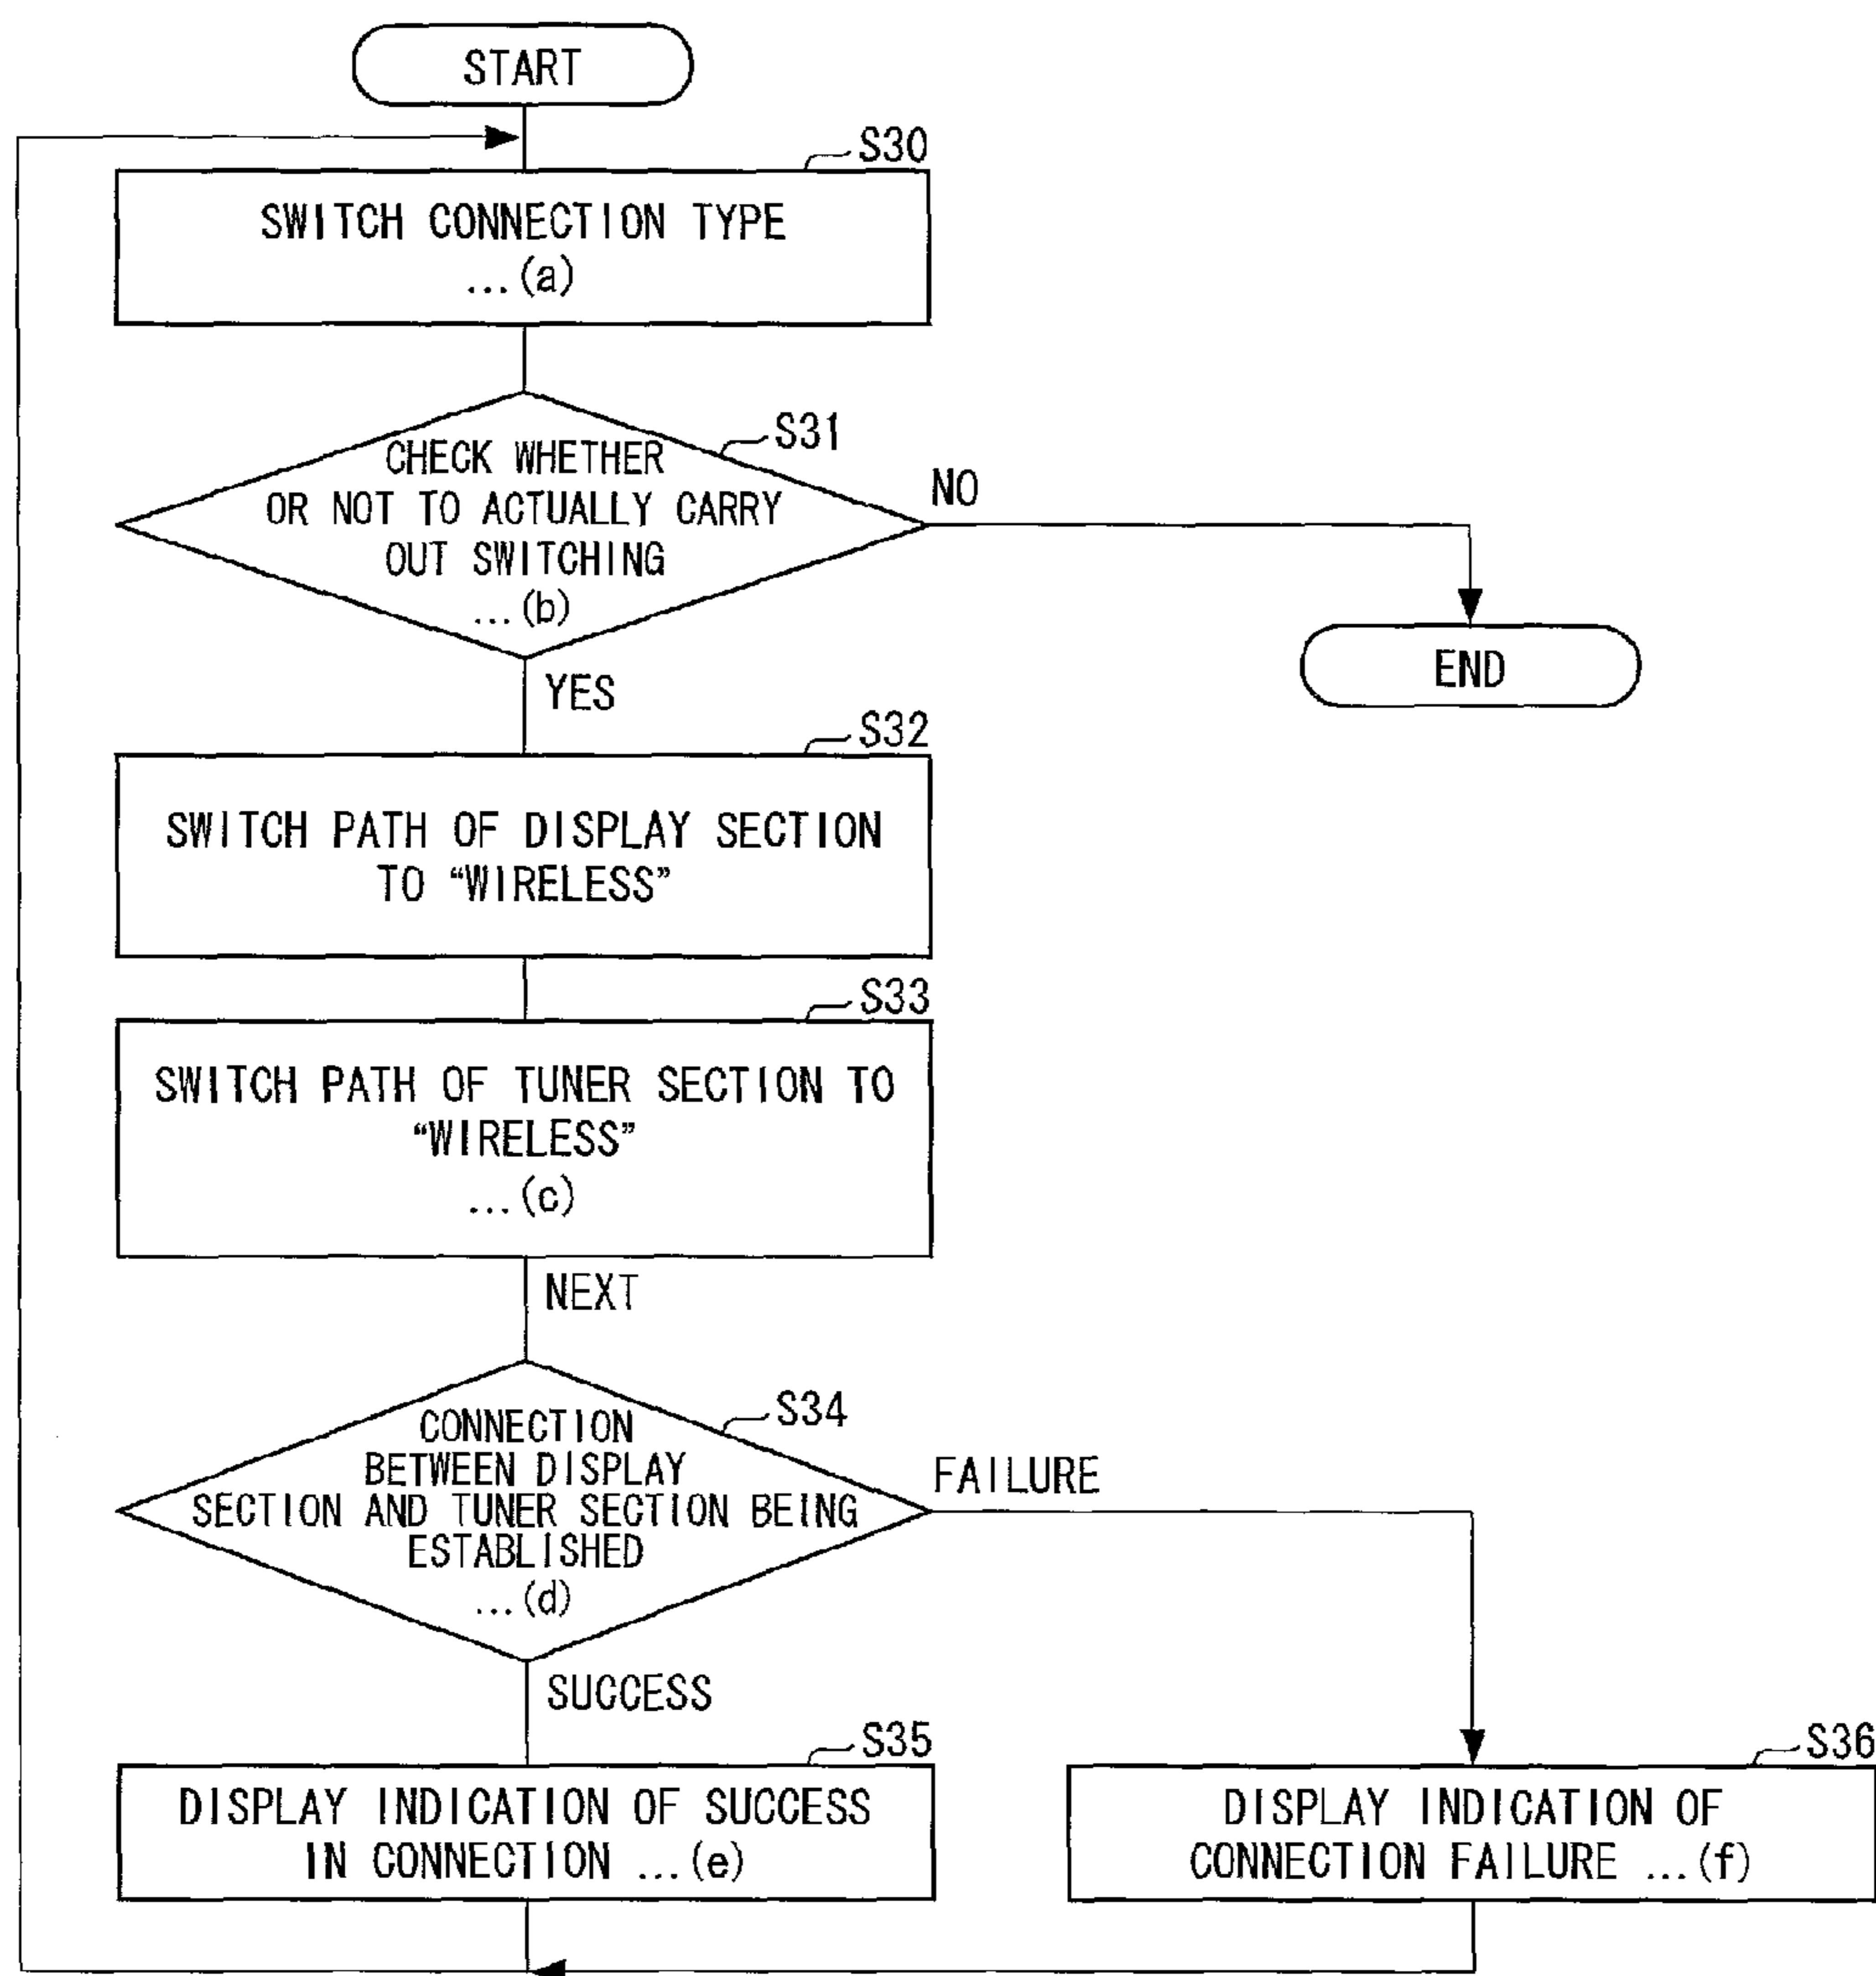 START
S30
SWITCH CONNECTION TYPE
...(a)
S31
CHECK WHETHER
OR NOT TO ACTUALLY CARRY
OUT SWITCHING
...(b)
NO
END
YES
S32
SWITCH PATH OF DISPLAY SECTION
TO “WIRELESS”
S33
SWITCH PATH OF TUNER SECTION TO
“WIRELESS”
...(c)
NEXT
S34
CONNECTION
BETWEEN DISPLAY
SECTION AND TUNER SECTION BEING
ESTABLISHED
...(d)
FAILURE
SUCCESS
S35
DISPLAY INDICATION OF SUCCESS
IN CONNECTION ...(e)
S36
DISPLAY INDICATION OF
CONNECTION FAILURE ...(f)